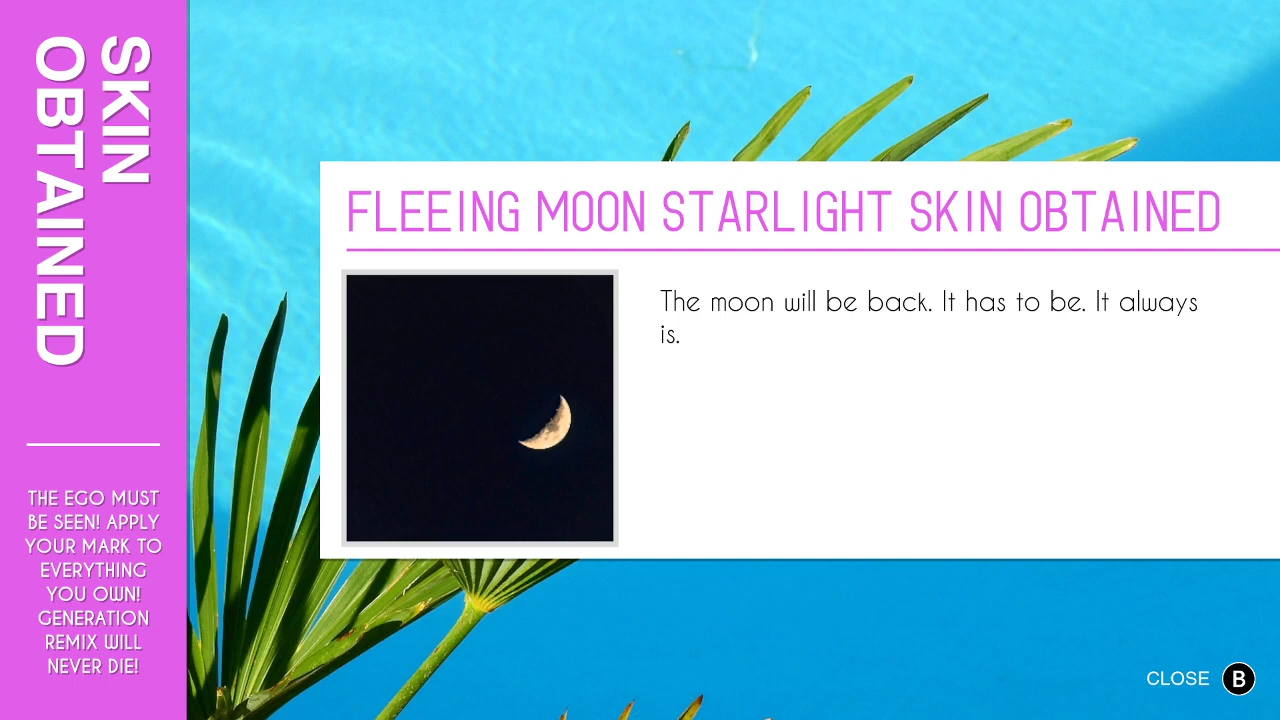 SKIN
OBTAINED
THE EGO MUST
BE SEEN! APPLY
YOUR MARK TO
EVERYTHING
YOU OWN!
GENERATION
REMIX WILL
NEVER DIE!
FLEEING MOON STARLIGHT SKIN OBTAINED
The moon will be back. It has to be. It always
is.
CLOSE B